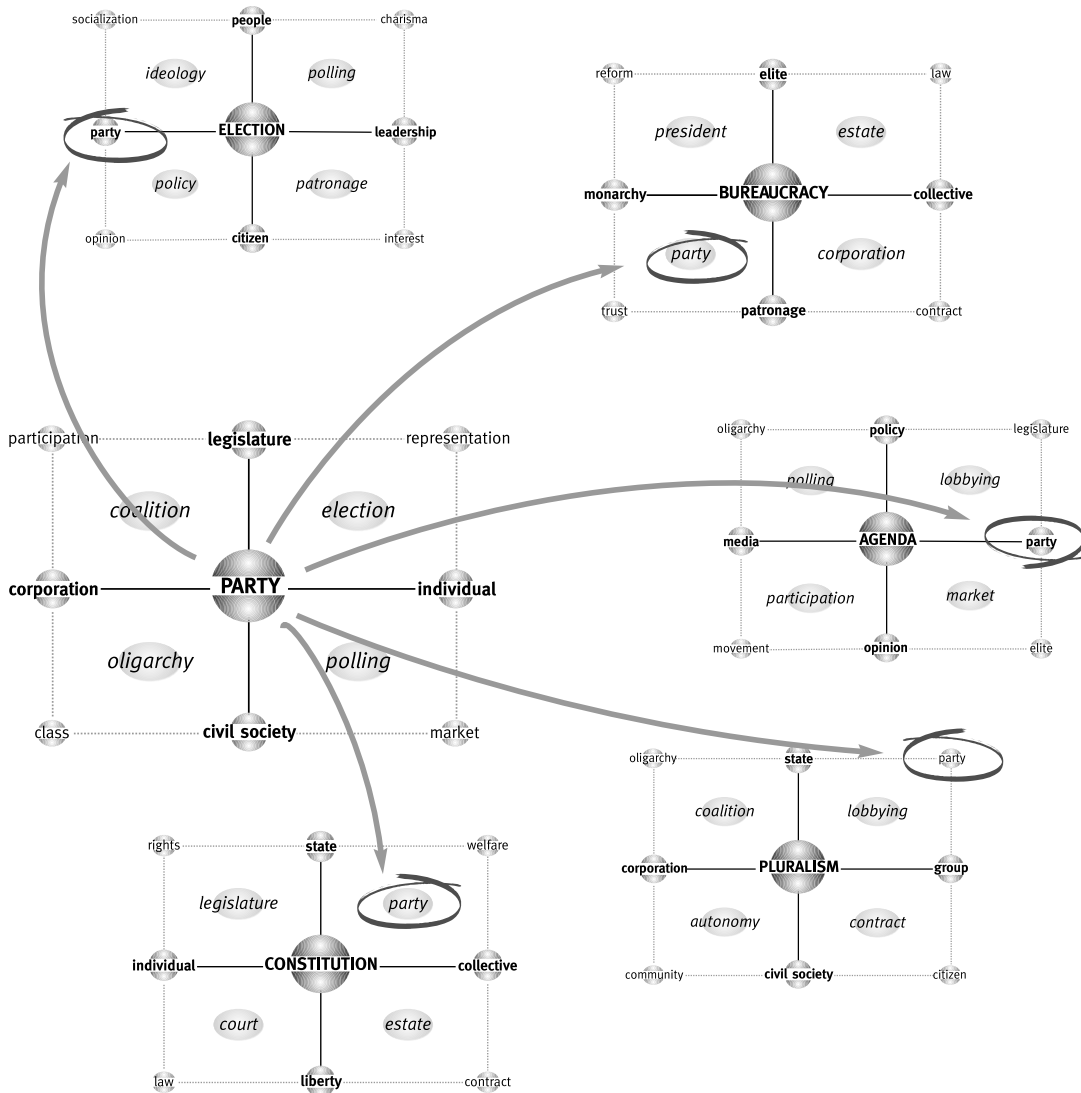 socialization people charisma
ideology polling
party ELECTION leadership
policy patronage
opinion citizen interest
reform elite law
president estate
monarchy BUREAUCRACY collective
party corporation
trust patronage contract
participation legislature representation
coalition election
corporation PARTY individual
oligarchy polling
class civil society market
oligarchy policy legislature
polling lobbying
media AGENDA party
participation market
movement opinion elite
rights state welfare
legislature party
individual CONSTITUTION collective
court estate
law liberty contract
oligarchy state party
coalition lobbying
corporation PLURALISM group
autonomy contract
community civil society citizen